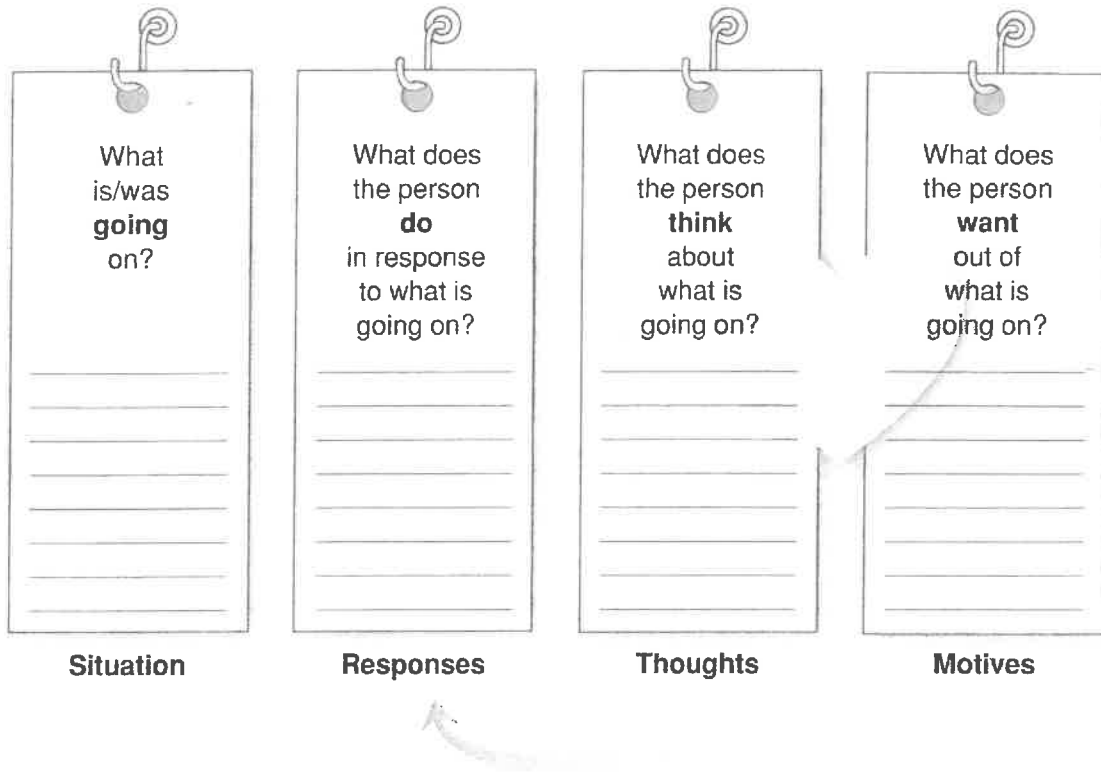 What
is/was
going
on?
What does
the person
do
in response
to what is
going on?
What does
the person
think
about
what is
going on?
What does
the person
want
out of
what is
going on?
Situation
Responses
Thoughts
Motives